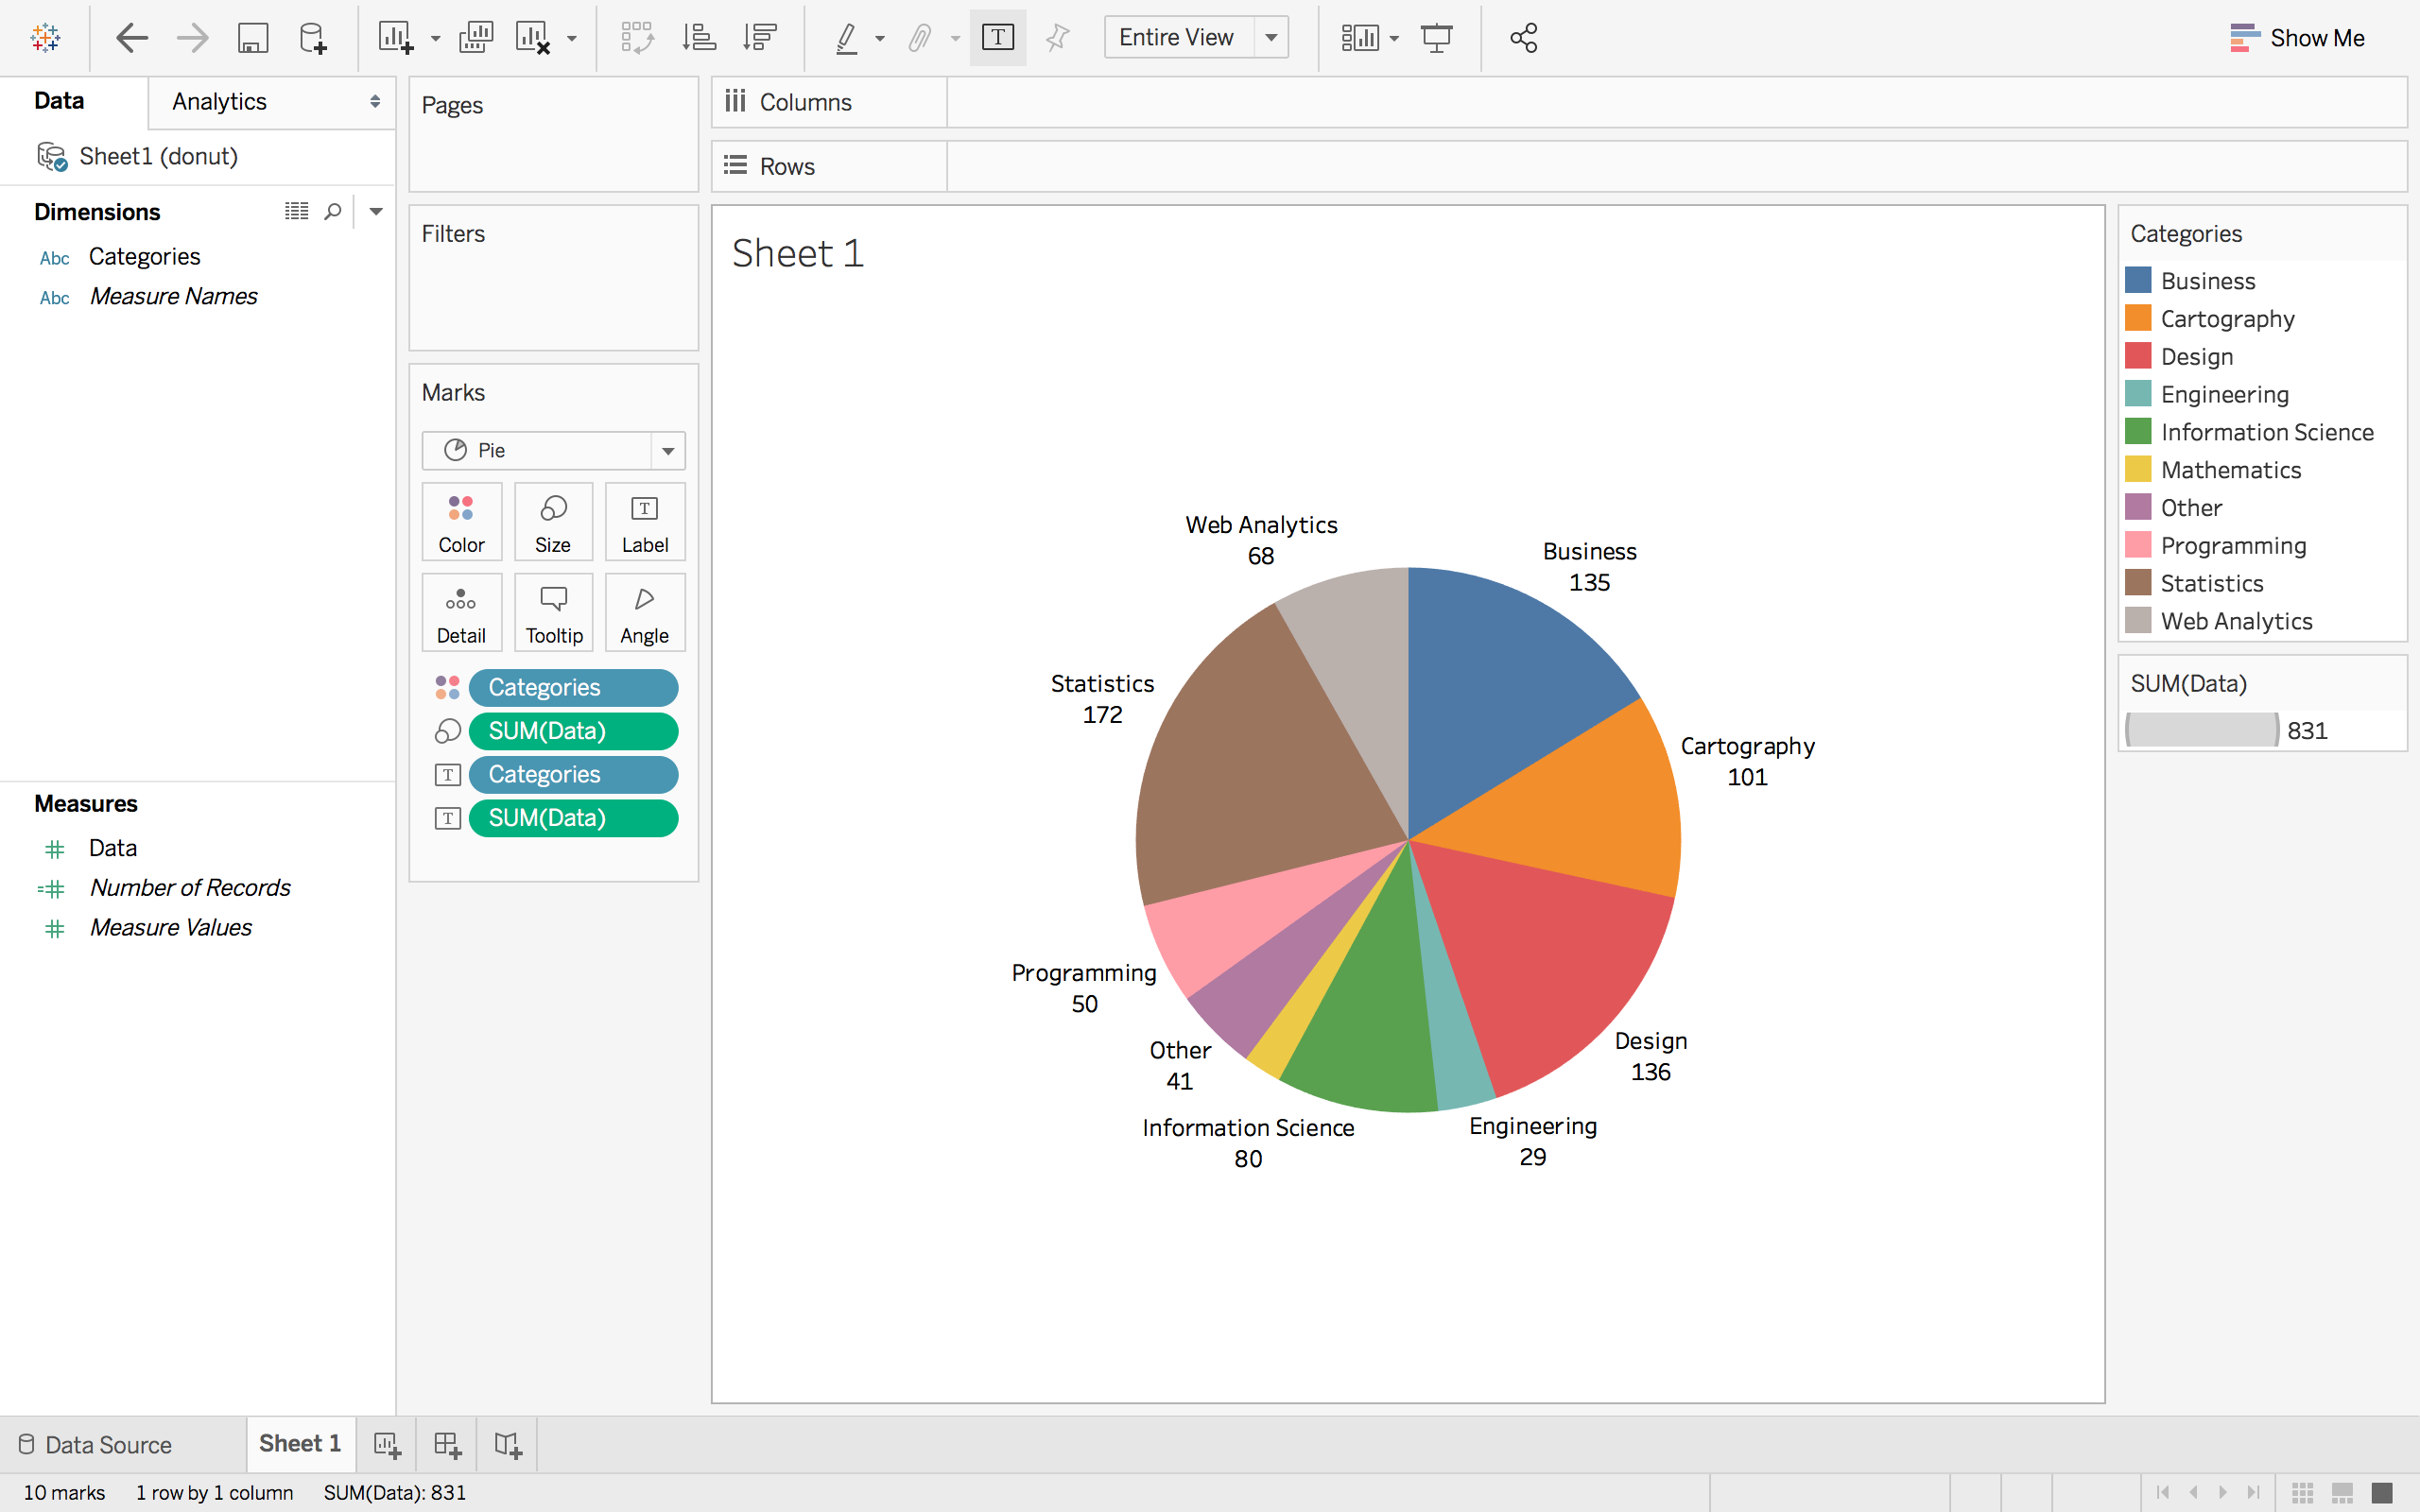 Entire View
Show Me
Data
Analytics
Sheet1 (donut)
Dimensions
Abc Categories
Abc Measure Names
Measures
Data
Number of Records
Measure Values
Pages
Filters
Marks
Pie
Color
Size
T
Label
Detail
Tooltip
Angle
Categories
SUM(Data)
T Categories
T SUM(Data)
Columns
Rows
Sheet 1
Web Analytics
68
Business
135
Statistics
172
Cartography
101
Programming
50
Other
41
Design
136
Information Science
80
Engineering
29
Categories
Business
Cartography
Design
Engineering
Information Science
Mathematics
Other
Programming
Statistics
Web Analytics
SUM(Data)
831
Data Source
Sheet 1
10 marks 1 row by 1 column SUM(Data): 831